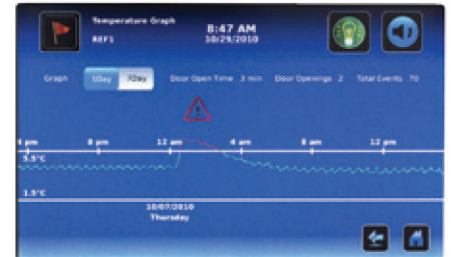 Temperature Graph
REF1
8:47 AM
10/29/2010
Graph 1Day 7Day Door Open Time 3 min Door Openings 2 Total Events 70
4 pm 8 pm 12 am 4 am 8 am 12 pm
5.5°C
1.5°C
10/07/2010
Thursday